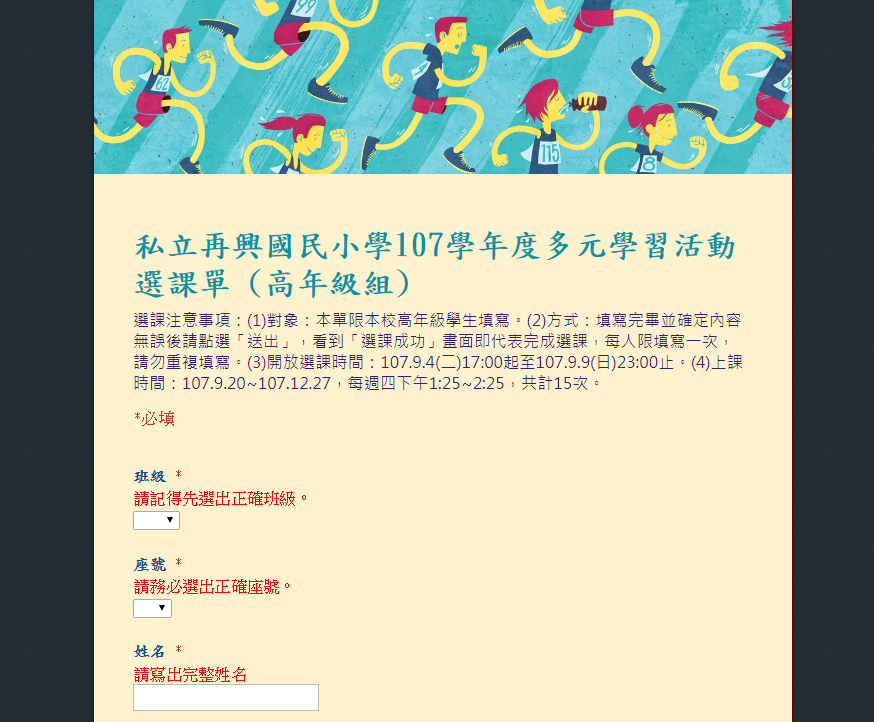 99
62
115
8
私立再興國民小學107學年度多元學習活動
選課單（高年級組）
選課注意事項：(1)對象：本單限本校高年級學生填寫。(2)方式：填寫完畢並確定內容
無誤後請點選「送出」，看到「選課成功」畫面即代表完成選課，每人限填寫一次，
請勿重複填寫。(3)開放選課時間：107.9.4(二)17:00起至107.9.9(日)23:00止。(4)上課
時間：107.9.20~107.12.27，每週四下午1:25~2:25，共計15次。
*必填
班級 *
請記得先選出正確班級。
座號 *
請務必選出正確座號。
姓名 *
請寫出完整姓名